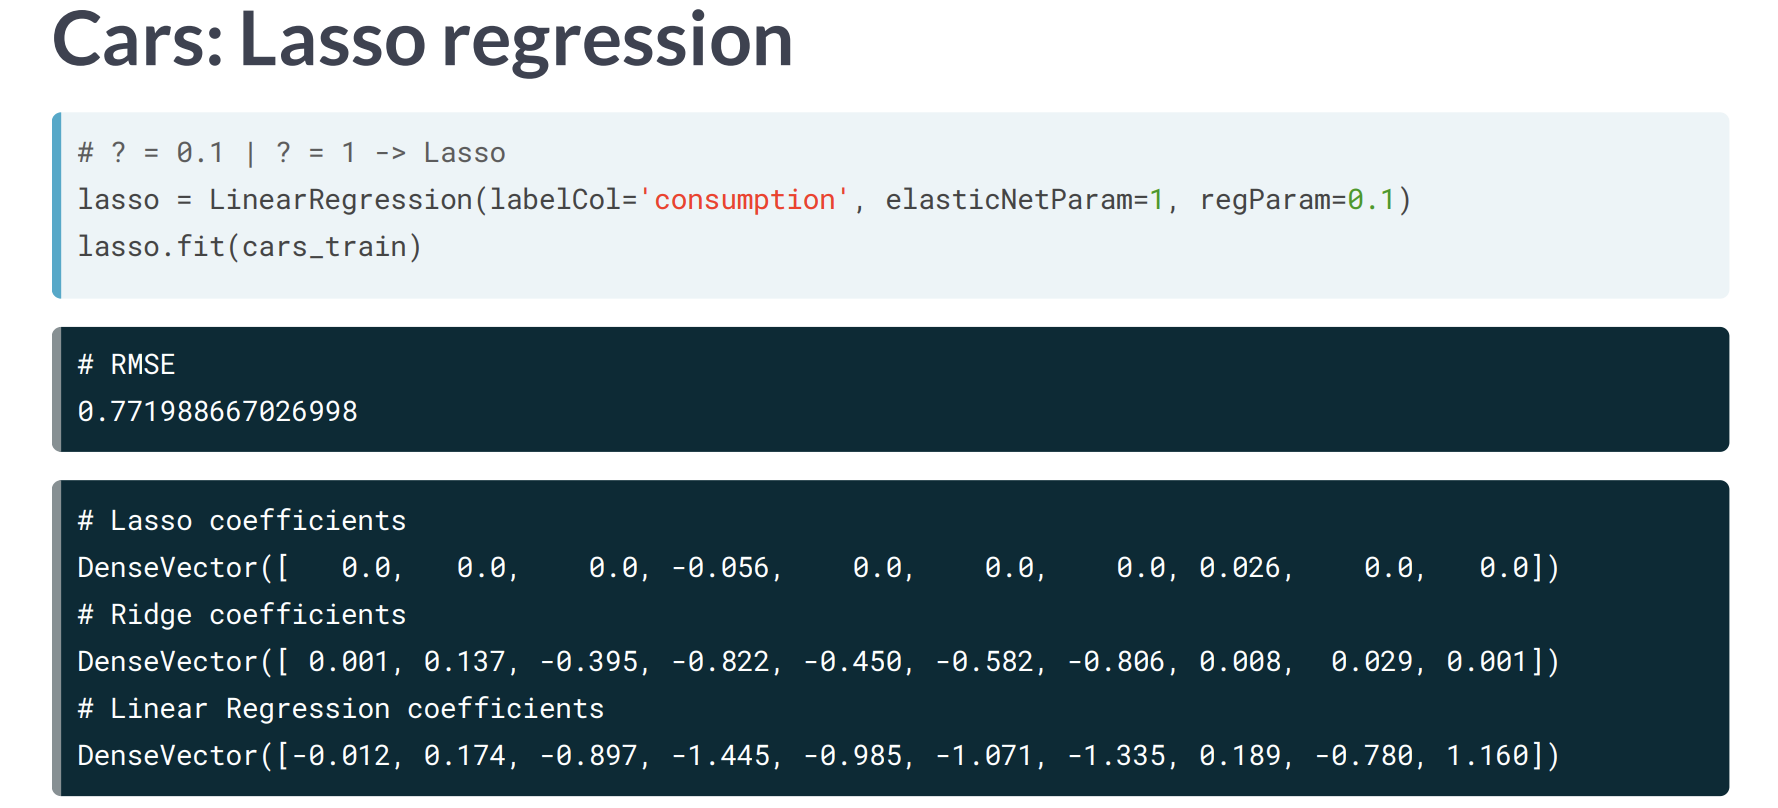 Cars: Lasso regression
# ? = 0.1 | ? = 1 -> Lasso
lasso = LinearRegression(labelCol='consumption', elasticNetParam=1, regParam=0.1)
lasso.fit(cars_train)
# RMSE
0.771988667026998
# Lasso coefficients
DenseVector([   0.0,   0.0,    0.0, -0.056,    0.0,    0.0,    0.0, 0.026,    0.0,   0.0])
# Ridge coefficients
DenseVector([ 0.001, 0.137, -0.395, -0.822, -0.450, -0.582, -0.806, 0.008,  0.029, 0.001])
# Linear Regression coefficients
DenseVector([-0.012, 0.174, -0.897, -1.445, -0.985, -1.071, -1.335, 0.189, -0.780, 1.160])